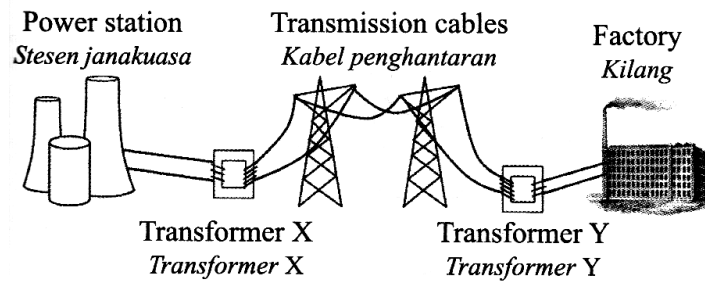 Power station
Stesen janakuasa
Transmission cables
Kabel penghantaran
Factory
Kilang
Transformer X
Transformer X
Transformer Y
Transformer Y